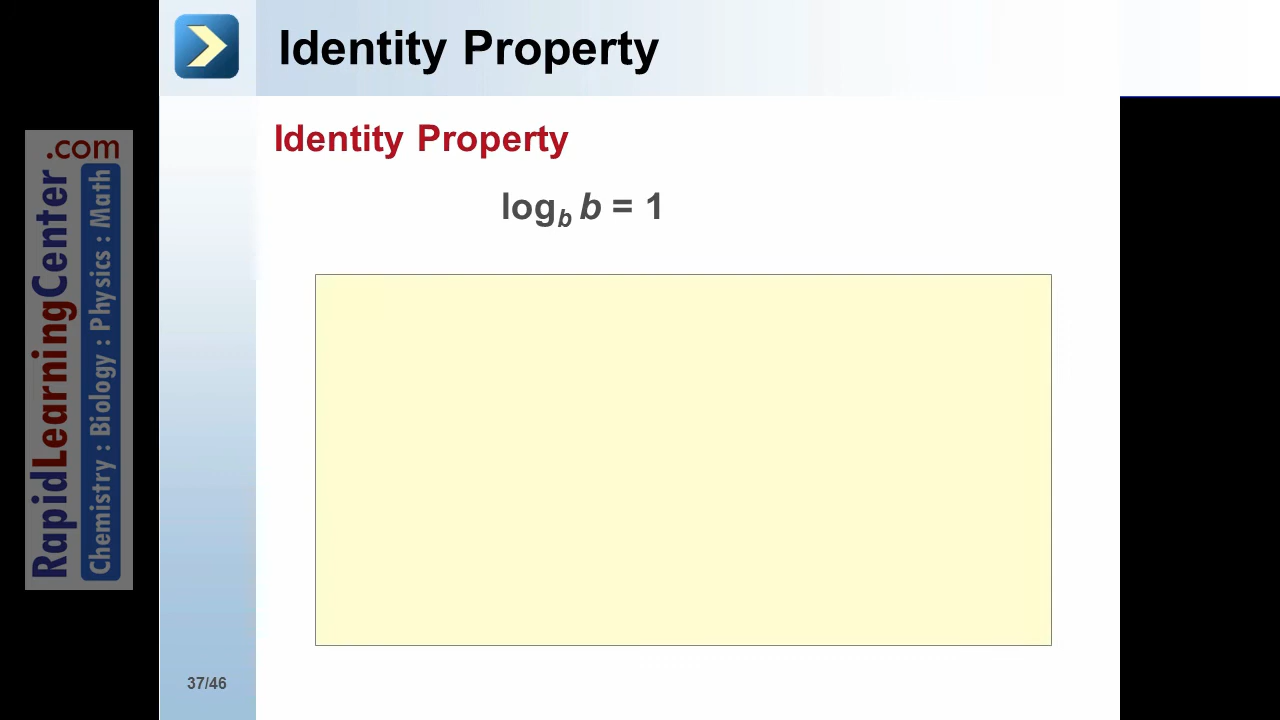 Identity Property
Identity Property
log_b b = 1
37/46
RapidLearningCenter.com
Chemistry : Biology : Physics : Math